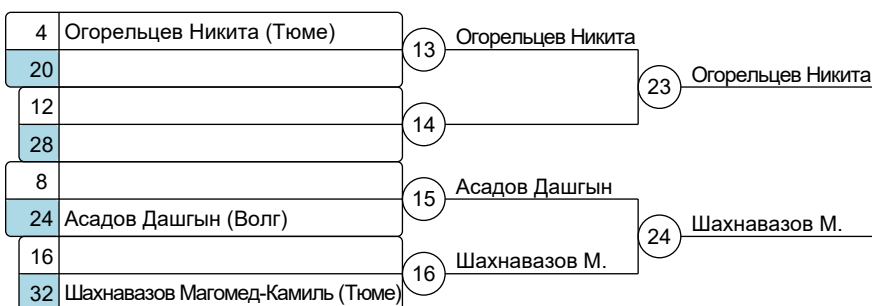 4 Огорельцев Никита (Тюме)
20
12
28
8
24 Асадов Дашгын (Волг)
16
32 Шахнавазов Магомед-Камиль (Тюме)
13 Огорельцев Никита
14
15 Асадов Дашгын
16 Шахнавазов М.
23 Огорельцев Никита
24 Шахнавазов М.